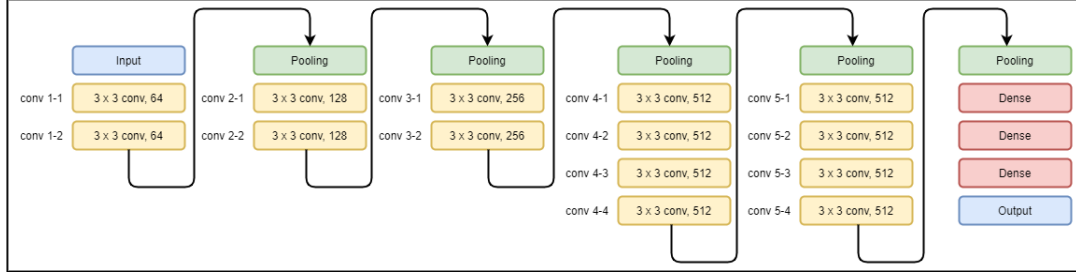 Input
conv 1-1 3 x 3 conv, 64
conv 1-2 3 x 3 conv, 64
Pooling
conv 2-1 3 x 3 conv, 128
conv 2-2 3 x 3 conv, 128
Pooling
conv 3-1 3 x 3 conv, 256
conv 3-2 3 x 3 conv, 256
Pooling
conv 4-1 3 x 3 conv, 512
conv 4-2 3 x 3 conv, 512
conv 4-3 3 x 3 conv, 512
conv 4-4 3 x 3 conv, 512
Pooling
conv 5-1 3 x 3 conv, 512
conv 5-2 3 x 3 conv, 512
conv 5-3 3 x 3 conv, 512
conv 5-4 3 x 3 conv, 512
Pooling
Dense
Dense
Dense
Output